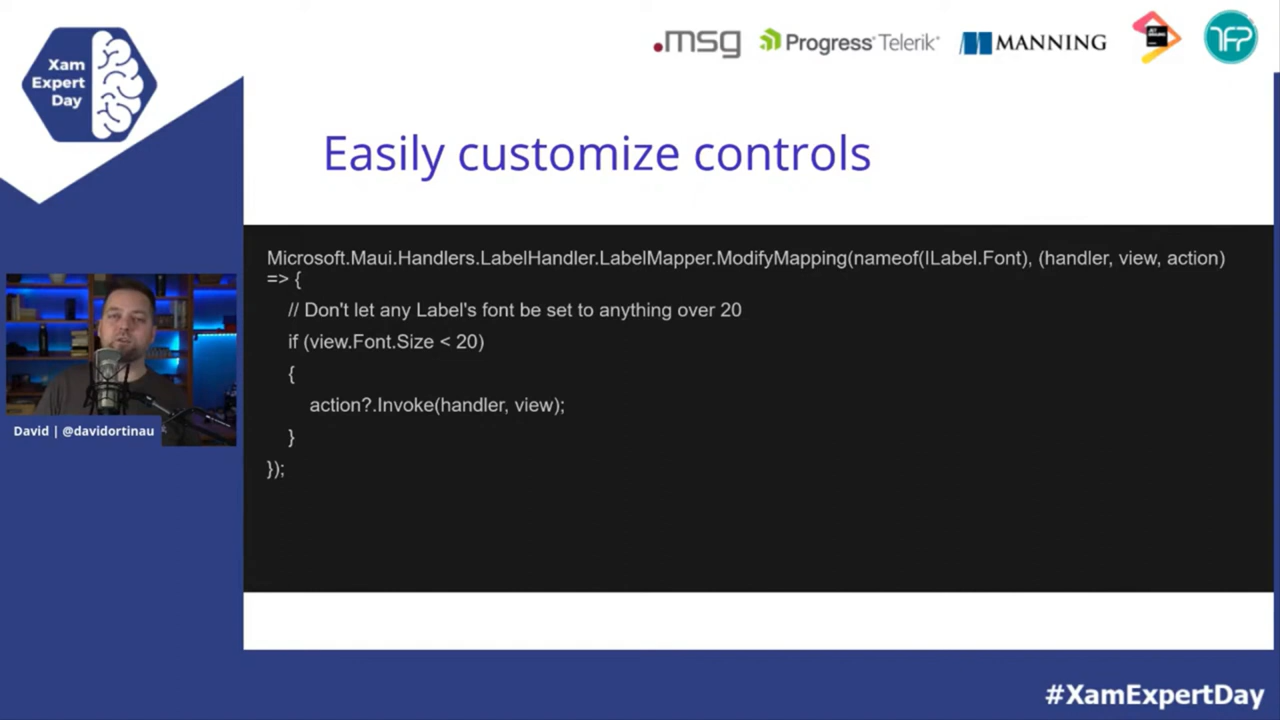 Xam
Expert
Day
.msg
Progress Telerik
MANNING
TFP
Easily customize controls
Microsoft.Maui.Handlers.LabelHandler.LabelMapper.ModifyMapping(nameof(ILabel.Font), (handler, view, action)
=> {
// Don't let any Label's font be set to anything over 20
if (view.Font.Size < 20)
{
action?.Invoke(handler, view);
}
});
David | @davidortinau
#XamExpertDay